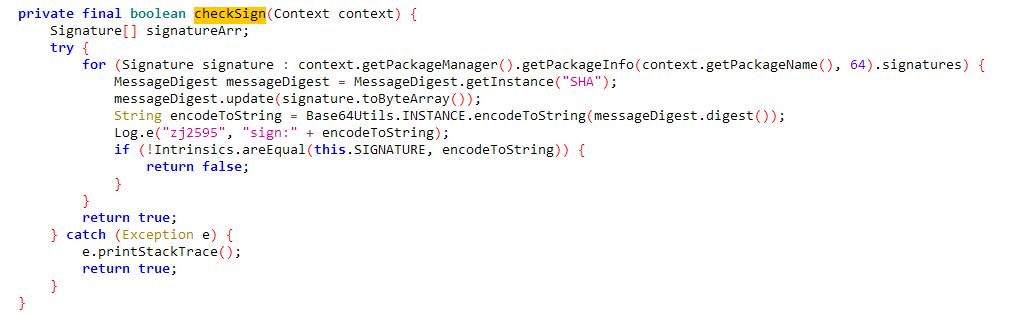 private final boolean checkSign(Context context) {
    Signature[] signatureArr;
    try {
        for (Signature signature : context.getPackageManager().getPackageInfo(context.getPackageName(), 64).signatures) {
            MessageDigest messageDigest = MessageDigest.getInstance("SHA");
            messageDigest.update(signature.toByteArray());
            String encodeToString = Base64Utils.INSTANCE.encodeToString(messageDigest.digest());
            Log.e("zj2595", "sign:" + encodeToString);
            if (!Intrinsics.areEqual(this.SIGNATURE, encodeToString)) {
                return false;
            }
        }
        return true;
    } catch (Exception e) {
        e.printStackTrace();
        return true;
    }
}